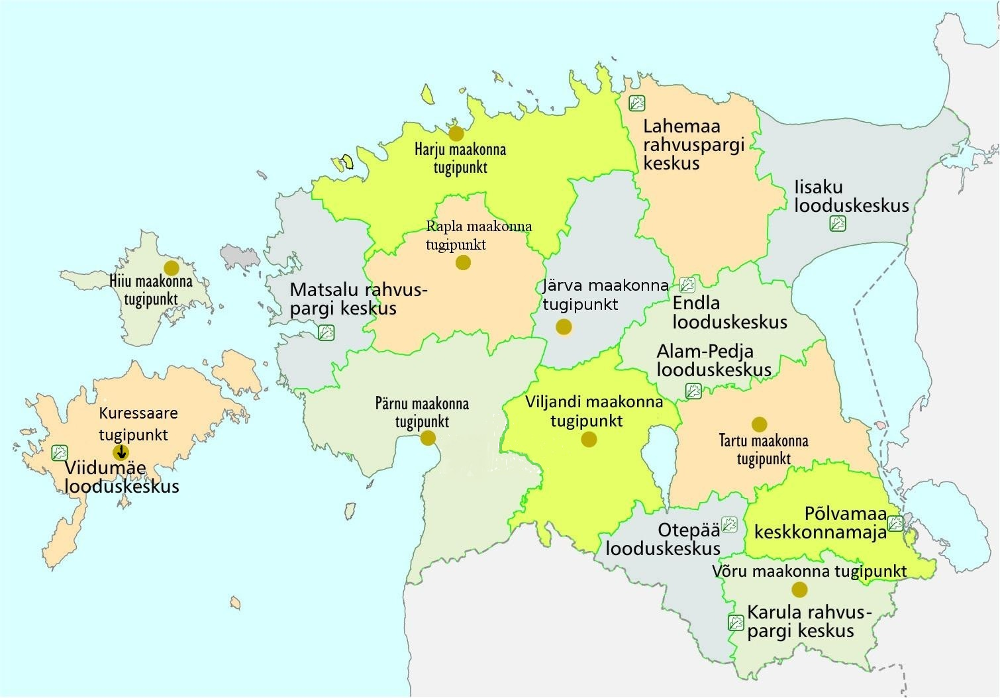 Lahemaa
rahvuspargi
keskus
Harju maakonna
tugipunkt
Iisaku
looduskeskus
Rapla maakonna
tugipunkt
Hiiu maakonna
tugipunkt
Matsalu rahvus-
pargi keskus
Järva maakonna
tugipunkt
Endla
looduskeskus
Alam-Pedja
looduskeskus
Kuressaare
tugipunkt
Viidumäe
looduskeskus
Pärnu maakonna
tugipunkt
Viljandi maakonna
tugipunkt
Tartu maakonna
tugipunkt
Otepää
looduskeskus
Põlvamaa
keskkonnamaja
Võru maakonna tugipunkt
Karula rahvus-
pargi keskus